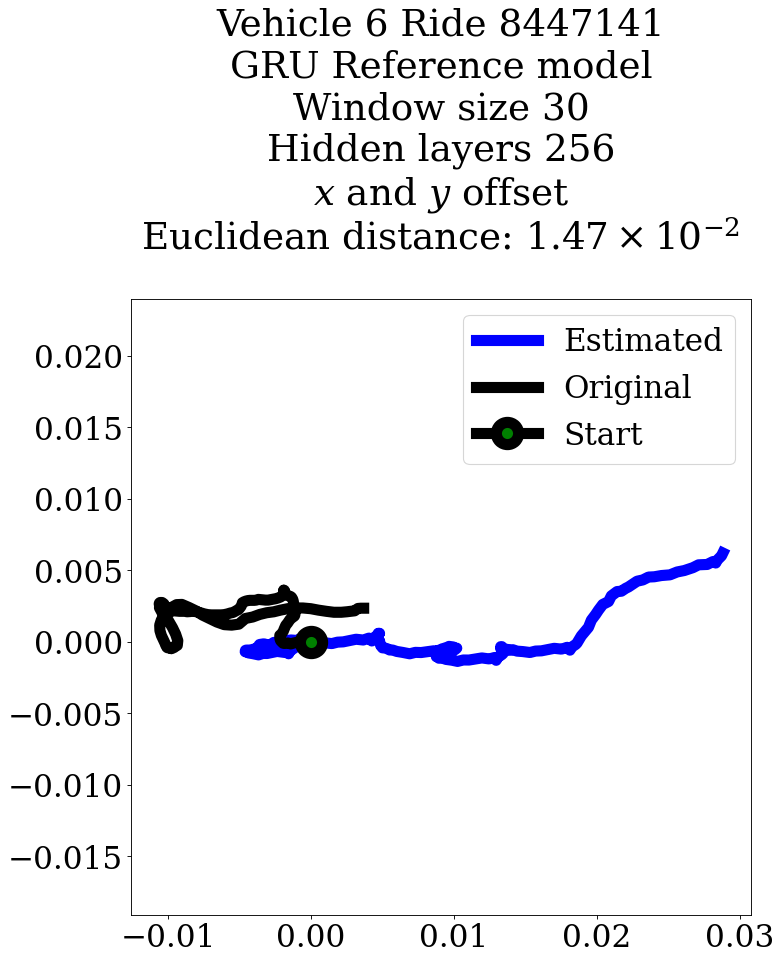 Vehicle 6 Ride 8447141
GRU Reference model
Window size 30
Hidden layers 256
x and y offset
Euclidean distance: 1.47 × 10⁻²
Estimated
Original
Start
0.020
0.015
0.010
0.005
0.000
−0.005
−0.010
−0.015
−0.01 0.00 0.01 0.02 0.03